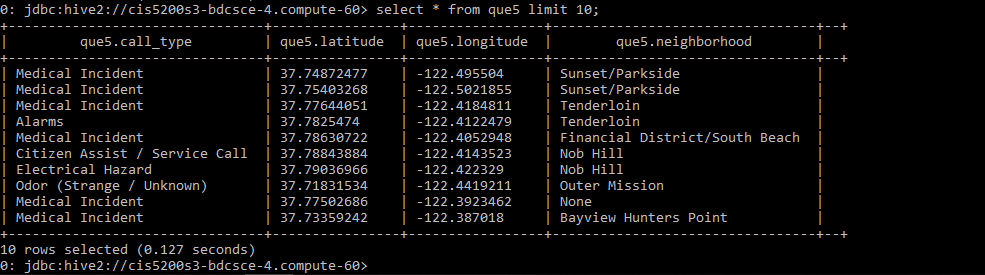 0: jdbc:hive2://cis5200s3-bdcsce-4.compute-60> select * from que5 limit 10;
+-------------------------------+----------------+-----------------+---------------------------------+--+
|        que5.call_type         | que5.latitude  | que5.longitude  |        que5.neighborhood        |
+-------------------------------+----------------+-----------------+---------------------------------+--+
| Medical Incident              | 37.74872477    | -122.495504     | Sunset/Parkside                 |
| Medical Incident              | 37.75403268    | -122.5021855    | Sunset/Parkside                 |
| Medical Incident              | 37.77644051    | -122.4184811    | Tenderloin                      |
| Alarms                        | 37.7825474     | -122.4122479    | Tenderloin                      |
| Medical Incident              | 37.78630722    | -122.4052948    | Financial District/South Beach  |
| Citizen Assist / Service Call | 37.78843884    | -122.4143523    | Nob Hill                        |
| Electrical Hazard             | 37.79036966    | -122.422329     | Nob Hill                        |
| Odor (Strange / Unknown)      | 37.71831534    | -122.4419211    | Outer Mission                   |
| Medical Incident              | 37.77502686    | -122.3923462    | None                            |
| Medical Incident              | 37.73359242    | -122.387018     | Bayview Hunters Point           |
+-------------------------------+----------------+-----------------+---------------------------------+--+
10 rows selected (0.127 seconds)
0: jdbc:hive2://cis5200s3-bdcsce-4.compute-60>